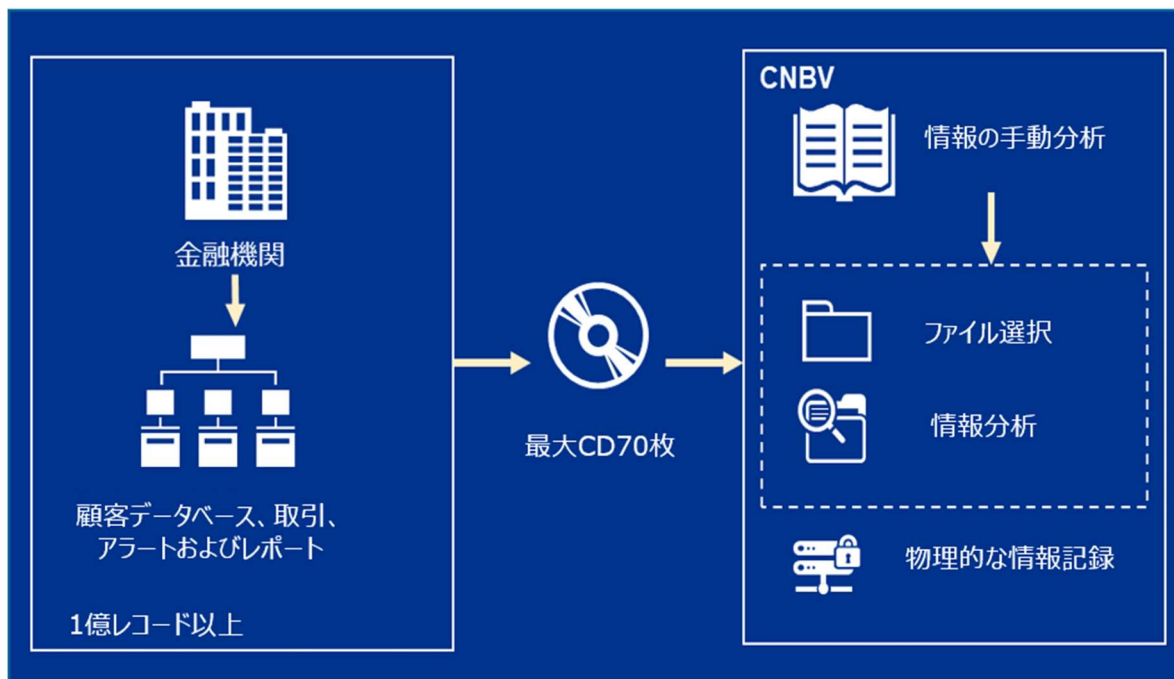 金融機関
顧客データベース、取引、
アラートおよびレポート
1億レコード以上
最大CD70枚
CNBV
情報の手動分析
ファイル選択
情報分析
物理的な情報記録